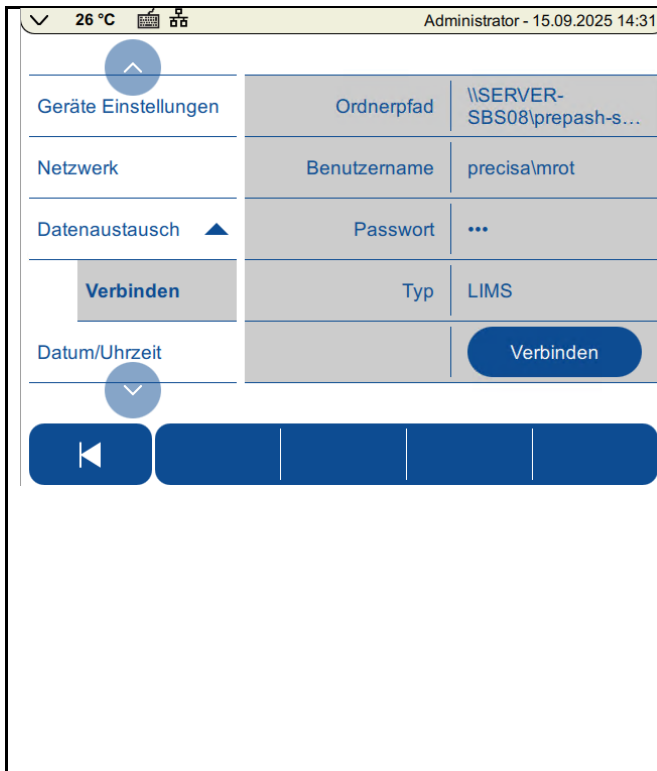 26 °C
Administrator - 15.09.2025 14:31
Geräte Einstellungen
Ordnerpfad
\\SERVER-
SBS08\prepash-s...
Netzwerk
Benutzername
precisa\mrot
Datenaustausch
Passwort
•••
Verbinden
Typ
LIMS
Datum/Uhrzeit
Verbinden